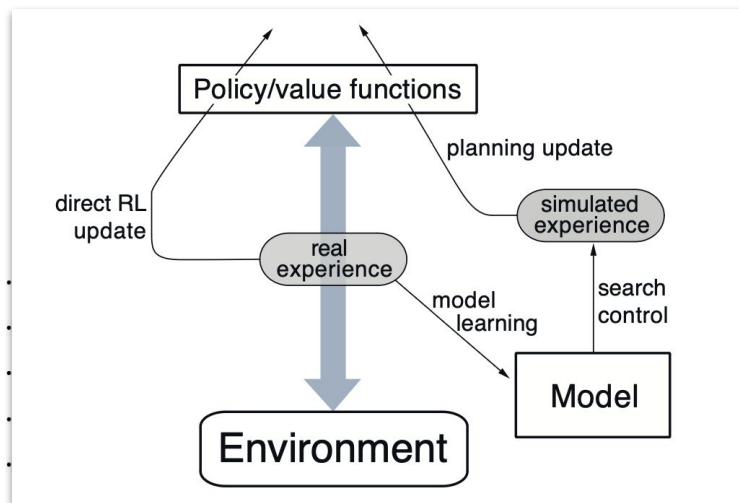 Policy/value functions
planning update
direct RL
update
simulated
experience
real
experience
model
learning
search
control
Model
Environment